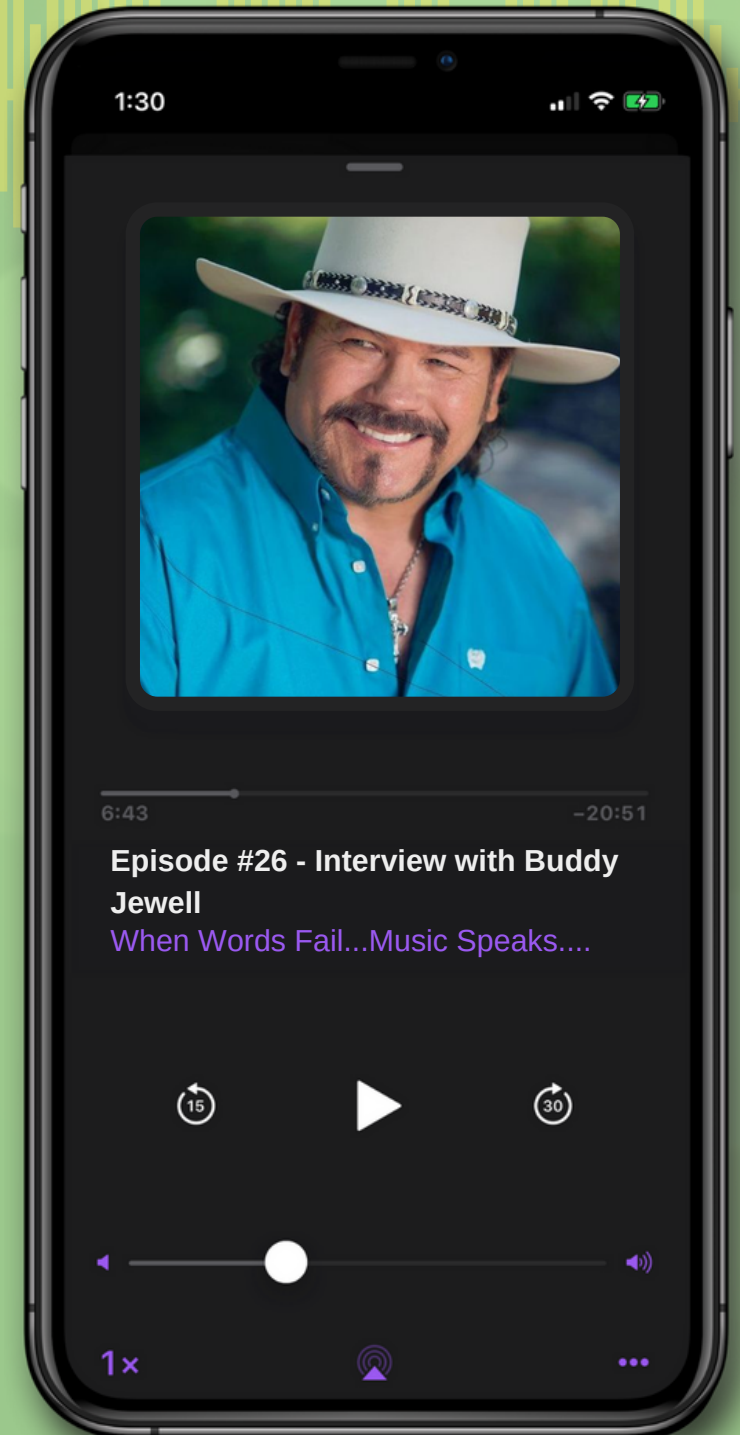 1:30
6:43 −20:51
Episode #26 - Interview with Buddy
Jewell
When Words Fail...Music Speaks....
15 30
1×